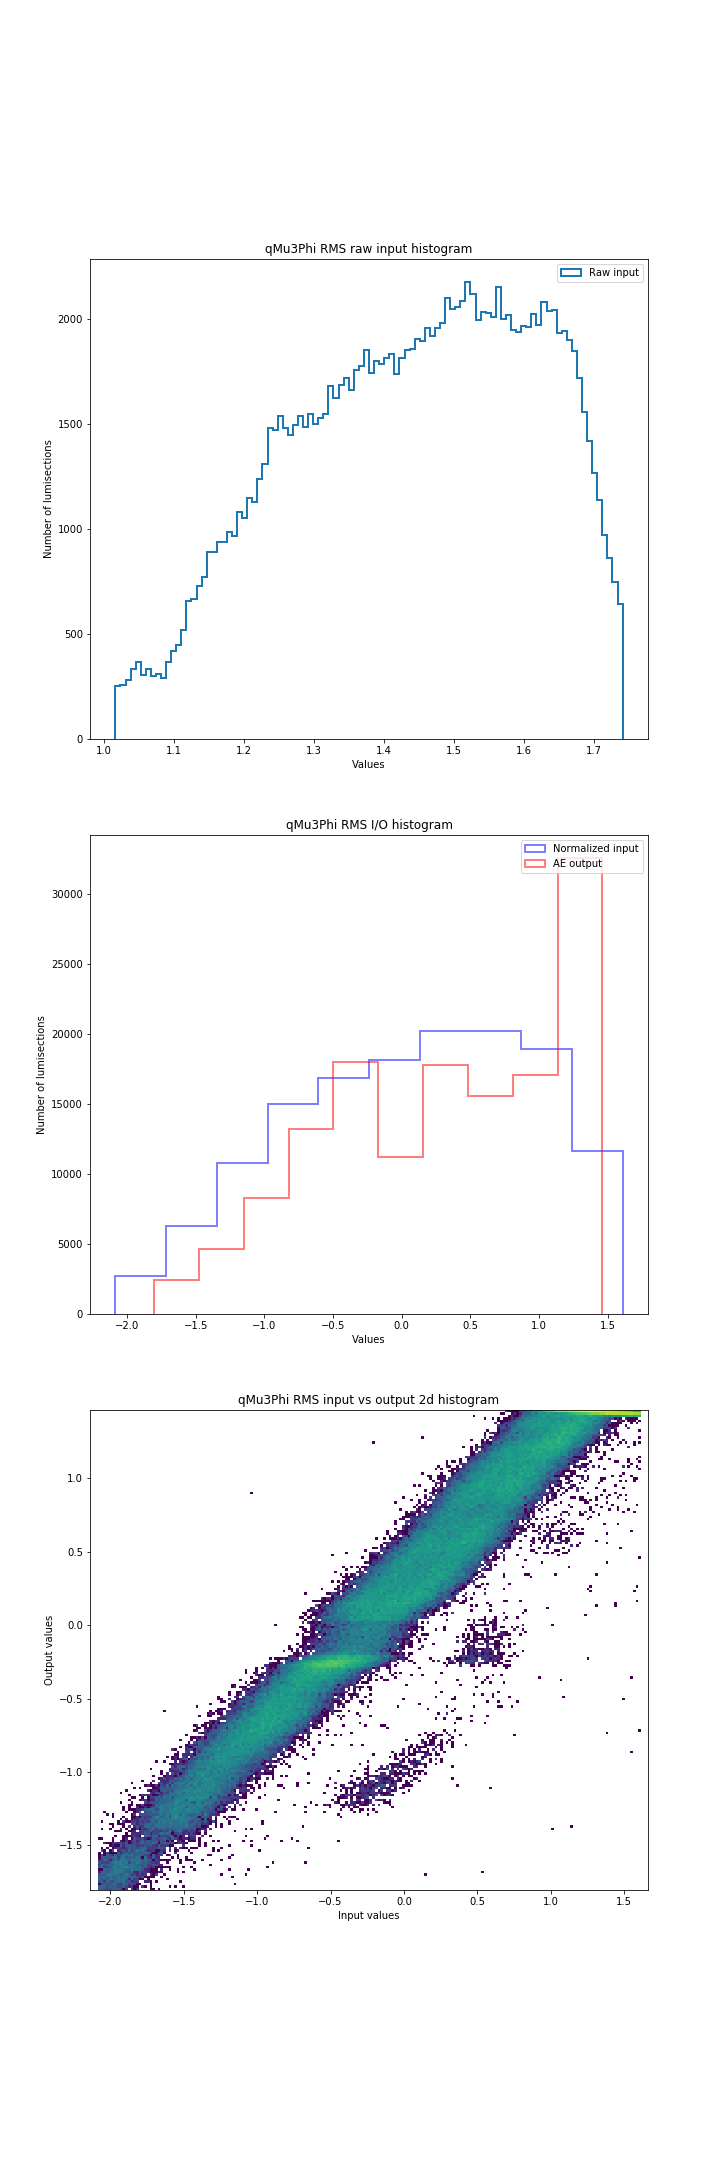 qMu3Phi RMS raw input histogram
Raw input
2000
1500
1000
500
0
Number of lumisections
1.0 1.1 1.2 1.3 1.4 1.5 1.6 1.7
Values
qMu3Phi RMS I/O histogram
Normalized input
AE output
30000
25000
20000
15000
10000
5000
0
Number of lumisections
−2.0 −1.5 −1.0 −0.5 0.0 0.5 1.0 1.5
Values
qMu3Phi RMS input vs output 2d histogram
1.0
0.5
0.0
−0.5
−1.0
−1.5
Output values
−2.0 −1.5 −1.0 −0.5 0.0 0.5 1.0 1.5
Input values